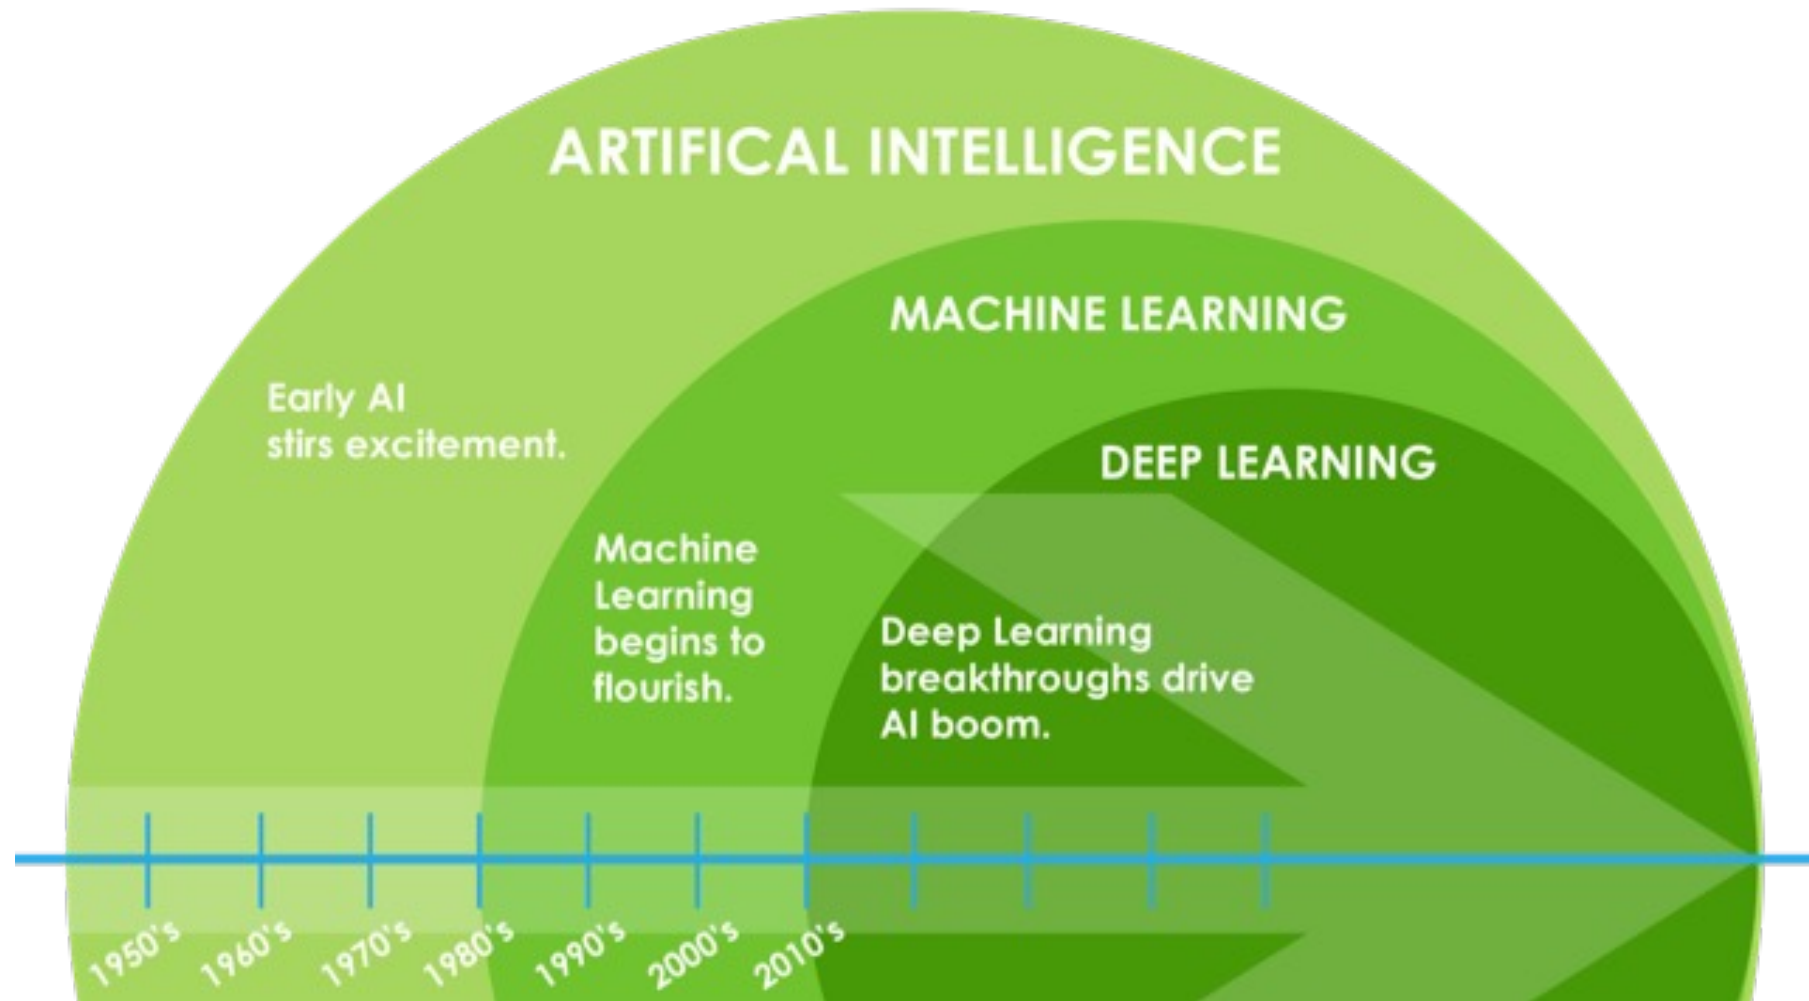 ARTIFICAL INTELLIGENCE
MACHINE LEARNING
DEEP LEARNING
Early AI
stirs excitement.
Machine
Learning
begins to
flourish.
Deep Learning
breakthroughs drive
AI boom.
1950's
1960's
1970's
1980's
1990's
2000's
2010's